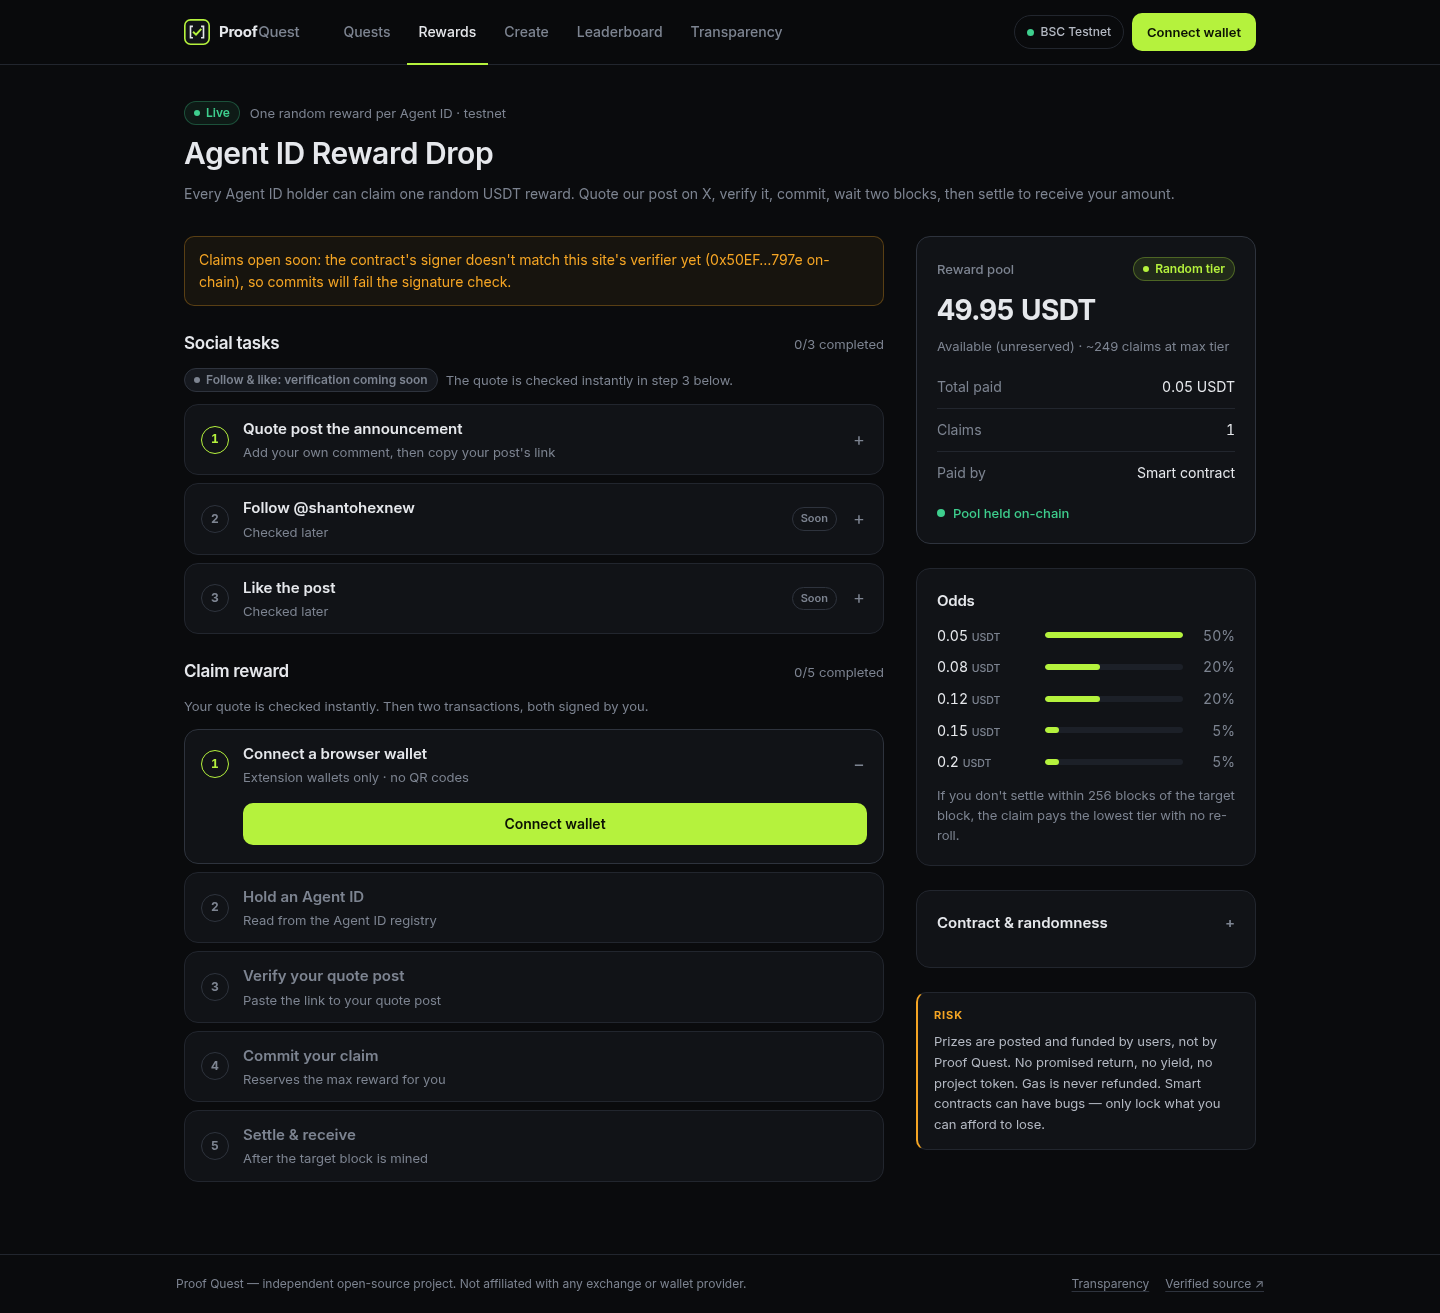 ProofQuest
Quests
Rewards
Create
Leaderboard
Transparency
BSC Testnet
Connect wallet
Live
One random reward per Agent ID · testnet
Agent ID Reward Drop
Every Agent ID holder can claim one random USDT reward. Quote our post on X, verify it, commit, wait two blocks, then settle to receive your amount.
Claims open soon: the contract's signer doesn't match this site's verifier yet (0x50EF…797e on-
chain), so commits will fail the signature check.
Social tasks
0/3 completed
Follow & like: verification coming soon
The quote is checked instantly in step 3 below.
1
Quote post the announcement
Add your own comment, then copy your post's link
+
2
Follow @shantohexnew
Checked later
Soon
+
3
Like the post
Checked later
Soon
+
Claim reward
0/5 completed
Your quote is checked instantly. Then two transactions, both signed by you.
1
Connect a browser wallet
Extension wallets only · no QR codes
−
Connect wallet
2
Hold an Agent ID
Read from the Agent ID registry
3
Verify your quote post
Paste the link to your quote post
4
Commit your claim
Reserves the max reward for you
5
Settle & receive
After the target block is mined
Reward pool
Random tier
49.95 USDT
Available (unreserved) · ~249 claims at max tier
Total paid 0.05 USDT
Claims 1
Paid by Smart contract
Pool held on-chain
Odds
0.05 USDT 50%
0.08 USDT 20%
0.12 USDT 20%
0.15 USDT 5%
0.2 USDT 5%
If you don't settle within 256 blocks of the target
block, the claim pays the lowest tier with no re-
roll.
Contract & randomness +
RISK
Prizes are posted and funded by users, not by
Proof Quest. No promised return, no yield, no
project token. Gas is never refunded. Smart
contracts can have bugs — only lock what you
can afford to lose.
Proof Quest — independent open-source project. Not affiliated with any exchange or wallet provider.
Transparency
Verified source ↗